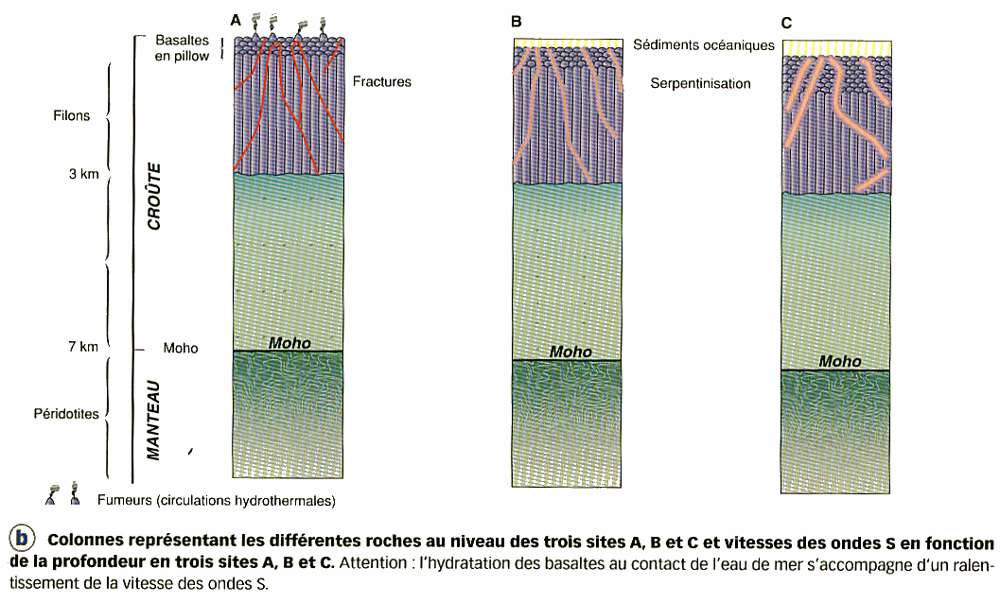 A
B
C
Basaltes
en pillow
Sédiments océaniques
Fractures
Serpentinisation
Filons
3 km
CROÛTE
Moho
7 km
Moho
Moho
Moho
Péridotites
MANTEAU
Fumeurs (circulations hydrothermales)
b Colonnes représentant les différentes roches au niveau des trois sites A, B et C et vitesses des ondes S en fonction
de la profondeur en trois sites A, B et C. Attention : l'hydratation des basaltes au contact de l'eau de mer s'accompagne d'un ralen-
tissement de la vitesse des ondes S.